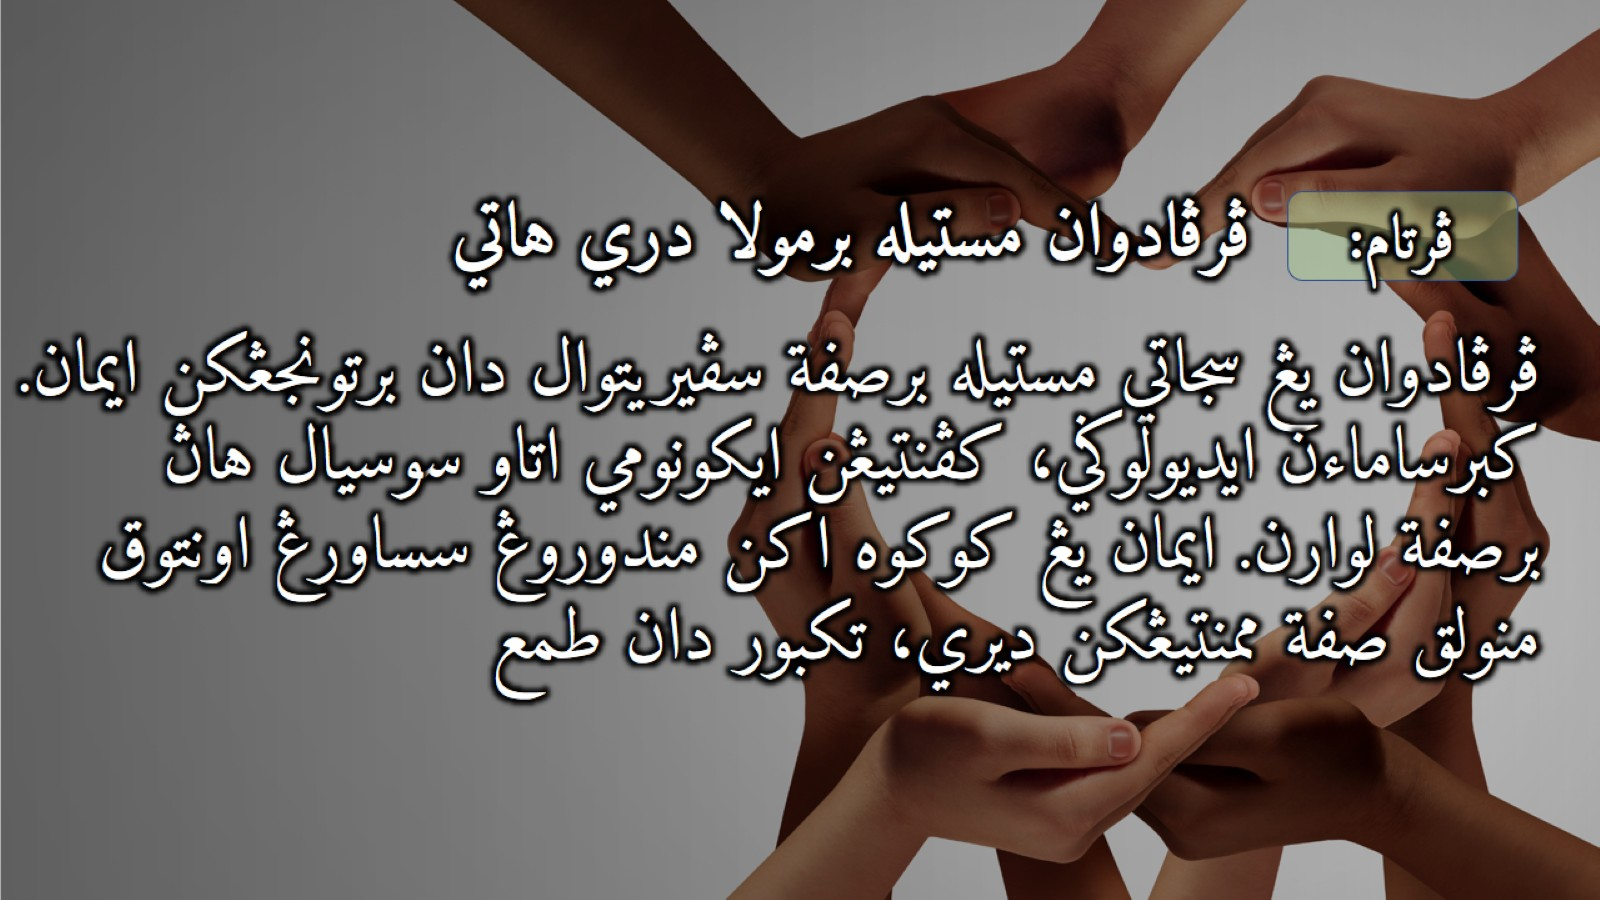 ڤرتام: ڤرڤادوان مستيله برمولا دري هاتي
ڤرڤادوان يڠ سجاتي مستيله برصفة سڤيريتوال دان برتونجڠكن ايمان.
كبرساماءن ايديولوݢي، كڤنتيڠن ايكونومي اتاو سوسيال هاڽ
برصفة لوارن. ايمان يڠ كوكوه اكن مندوروڠ سساورڠ اونتوق
منولق صفة ممنتيڠكن ديري، تكبور دان طمع